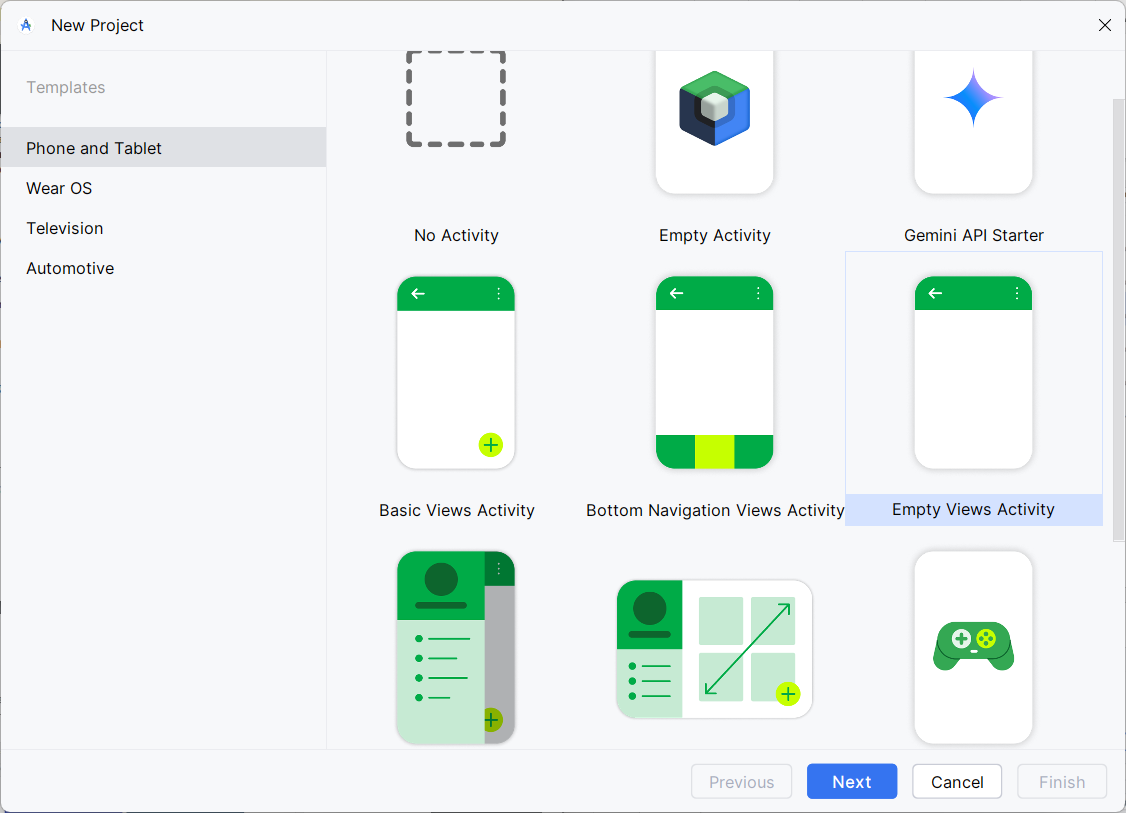 New Project
Templates
Phone and Tablet
Wear OS
Television
Automotive
No Activity
Empty Activity
Gemini API Starter
Basic Views Activity
Bottom Navigation Views Activity
Empty Views Activity
Previous
Next
Cancel
Finish